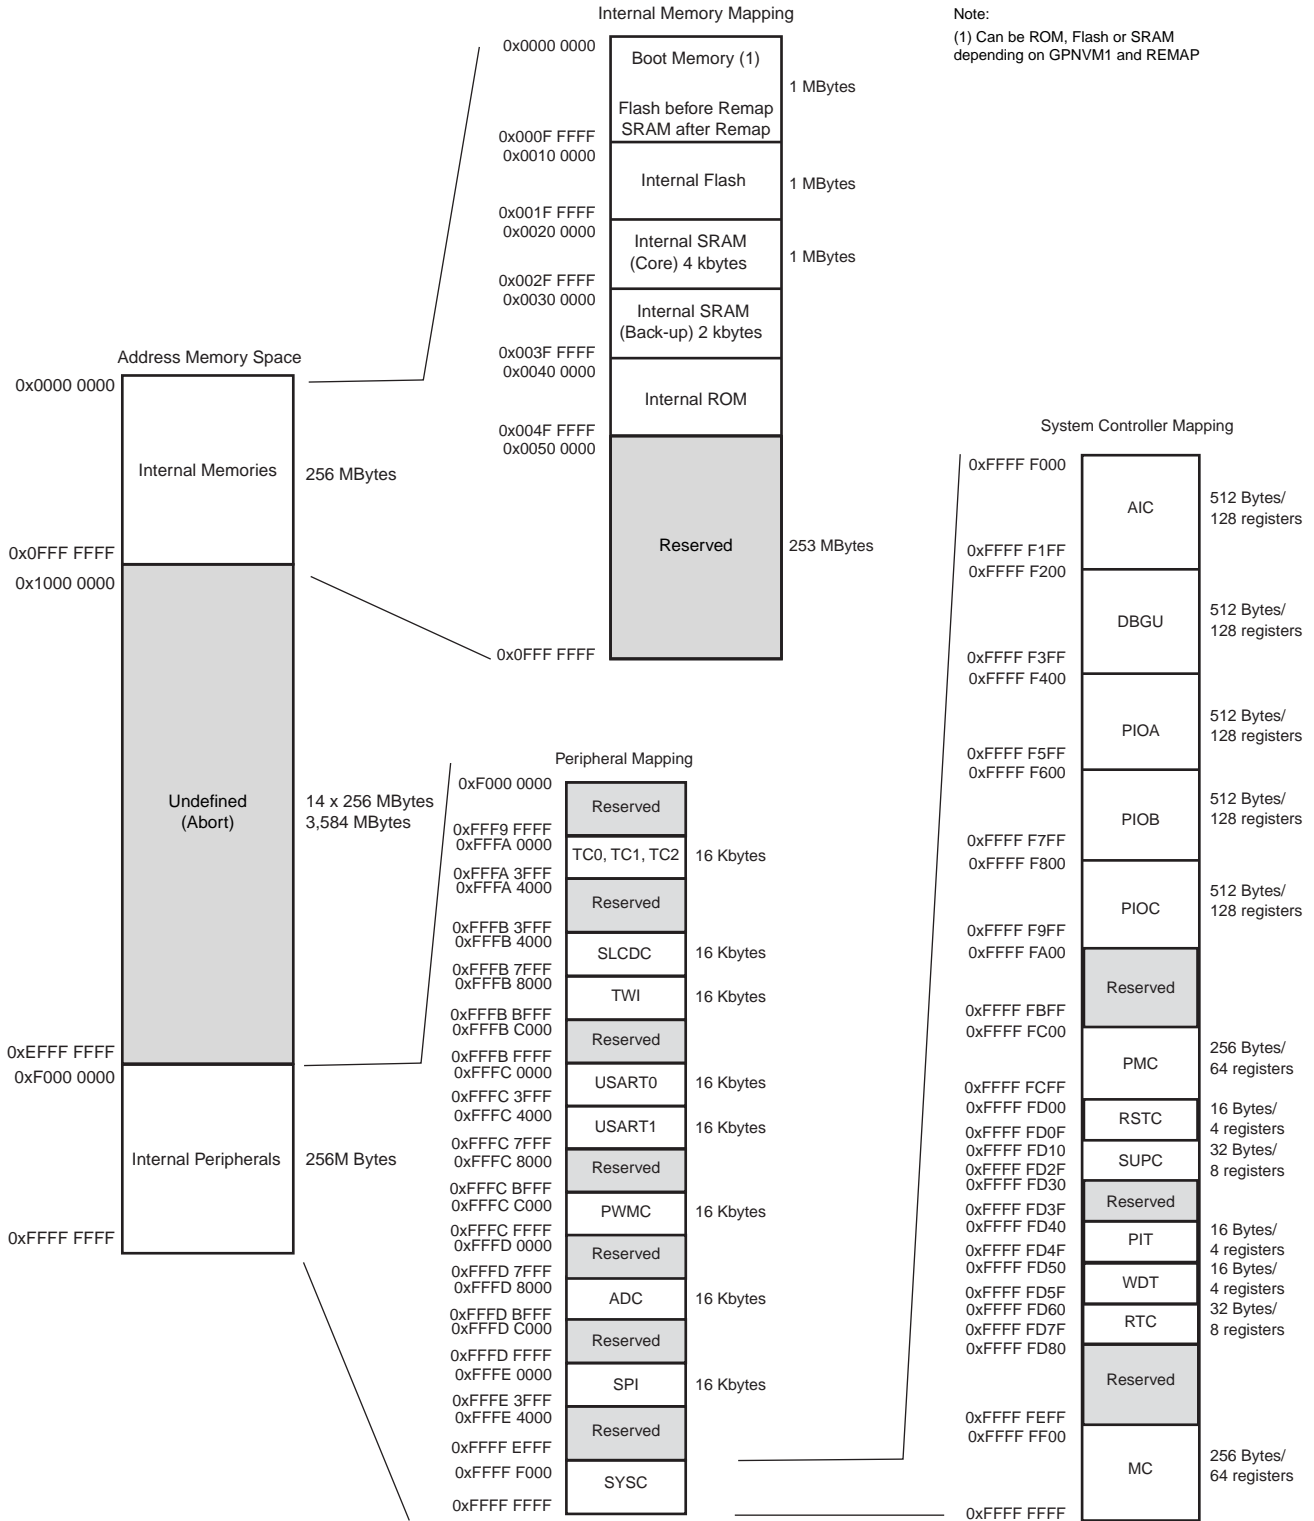 Internal Memory Mapping
Note:
(1) Can be ROM, Flash or SRAM
depending on GPNVM1 and REMAP
0x0000 0000
Boot Memory (1)
1 MBytes
Flash before Remap
SRAM after Remap
0x000F FFFF
0x0010 0000
Internal Flash
1 MBytes
0x001F FFFF
0x0020 0000
Internal SRAM
(Core) 4 kbytes
1 MBytes
0x002F FFFF
0x0030 0000
Internal SRAM
(Back-up) 2 kbytes
0x003F FFFF
0x0040 0000
Internal ROM
0x004F FFFF
0x0050 0000
Reserved
253 MBytes
0x0FFF FFFF
Address Memory Space
0x0000 0000
Internal Memories
256 MBytes
0x0FFF FFFF
0x1000 0000
Undefined
(Abort)
14 x 256 MBytes
3,584 MBytes
0xEFFF FFFF
0xF000 0000
Internal Peripherals
256M Bytes
0xFFFF FFFF
Peripheral Mapping
0xF000 0000
Reserved
0xFFF9 FFFF
0xFFFA 0000
TC0, TC1, TC2
16 Kbytes
0xFFFA 3FFF
0xFFFA 4000
Reserved
0xFFFB 3FFF
0xFFFB 4000
SLCDC
16 Kbytes
0xFFFB 7FFF
0xFFFB 8000
TWI
16 Kbytes
0xFFFB BFFF
0xFFFB C000
Reserved
0xFFFB FFFF
0xFFFC 0000
USART0
16 Kbytes
0xFFFC 3FFF
0xFFFC 4000
USART1
16 Kbytes
0xFFFC 7FFF
0xFFFC 8000
Reserved
0xFFFC BFFF
0xFFFC C000
PWMC
16 Kbytes
0xFFFC FFFF
0xFFFD 0000
Reserved
0xFFFD 7FFF
0xFFFD 8000
ADC
16 Kbytes
0xFFFD BFFF
0xFFFD C000
Reserved
0xFFFD FFFF
0xFFFE 0000
SPI
16 Kbytes
0xFFFE 3FFF
0xFFFE 4000
Reserved
0xFFFF EFFF
0xFFFF F000
SYSC
0xFFFF FFFF
System Controller Mapping
0xFFFF F000
AIC
512 Bytes/
128 registers
0xFFFF F1FF
0xFFFF F200
DBGU
512 Bytes/
128 registers
0xFFFF F3FF
0xFFFF F400
PIOA
512 Bytes/
128 registers
0xFFFF F5FF
0xFFFF F600
PIOB
512 Bytes/
128 registers
0xFFFF F7FF
0xFFFF F800
PIOC
512 Bytes/
128 registers
0xFFFF F9FF
0xFFFF FA00
Reserved
0xFFFF FBFF
0xFFFF FC00
PMC
256 Bytes/
64 registers
0xFFFF FCFF
0xFFFF FD00
RSTC
16 Bytes/
4 registers
0xFFFF FD0F
0xFFFF FD10
SUPC
32 Bytes/
8 registers
0xFFFF FD2F
0xFFFF FD30
Reserved
0xFFFF FD3F
0xFFFF FD40
PIT
16 Bytes/
4 registers
0xFFFF FD4F
0xFFFF FD50
WDT
16 Bytes/
4 registers
0xFFFF FD5F
0xFFFF FD60
RTC
32 Bytes/
8 registers
0xFFFF FD7F
0xFFFF FD80
Reserved
0xFFFF FEFF
0xFFFF FF00
MC
256 Bytes/
64 registers
0xFFFF FFFF